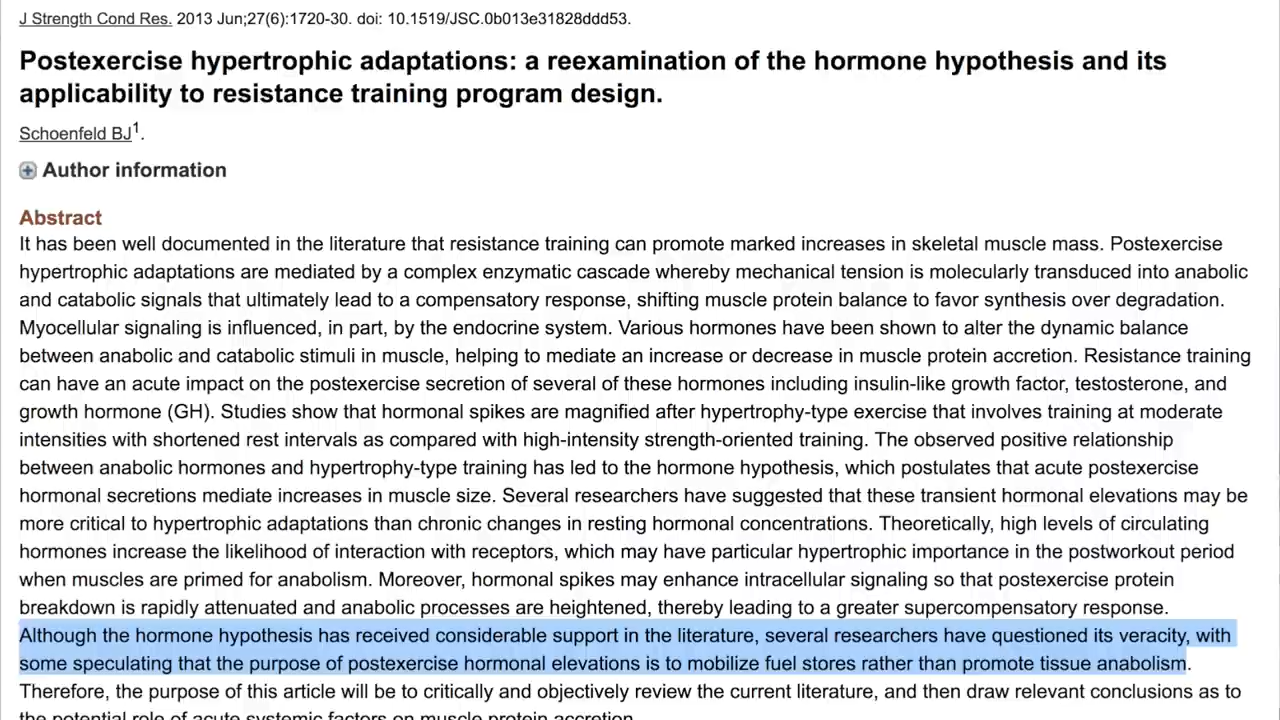 J Strength Cond Res. 2013 Jun;27(6):1720-30. doi: 10.1519/JSC.0b013e31828ddd53.
Postexercise hypertrophic adaptations: a reexamination of the hormone hypothesis and its
applicability to resistance training program design.
Schoenfeld BJ1.
Author information
Abstract
It has been well documented in the literature that resistance training can promote marked increases in skeletal muscle mass. Postexercise
hypertrophic adaptations are mediated by a complex enzymatic cascade whereby mechanical tension is molecularly transduced into anabolic
and catabolic signals that ultimately lead to a compensatory response, shifting muscle protein balance to favor synthesis over degradation.
Myocellular signaling is influenced, in part, by the endocrine system. Various hormones have been shown to alter the dynamic balance
between anabolic and catabolic stimuli in muscle, helping to mediate an increase or decrease in muscle protein accretion. Resistance training
can have an acute impact on the postexercise secretion of several of these hormones including insulin-like growth factor, testosterone, and
growth hormone (GH). Studies show that hormonal spikes are magnified after hypertrophy-type exercise that involves training at moderate
intensities with shortened rest intervals as compared with high-intensity strength-oriented training. The observed positive relationship
between anabolic hormones and hypertrophy-type training has led to the hormone hypothesis, which postulates that acute postexercise
hormonal secretions mediate increases in muscle size. Several researchers have suggested that these transient hormonal elevations may be
more critical to hypertrophic adaptations than chronic changes in resting hormonal concentrations. Theoretically, high levels of circulating
hormones increase the likelihood of interaction with receptors, which may have particular hypertrophic importance in the postworkout period
when muscles are primed for anabolism. Moreover, hormonal spikes may enhance intracellular signaling so that postexercise protein
breakdown is rapidly attenuated and anabolic processes are heightened, thereby leading to a greater supercompensatory response.
Although the hormone hypothesis has received considerable support in the literature, several researchers have questioned its veracity, with
some speculating that the purpose of postexercise hormonal elevations is to mobilize fuel stores rather than promote tissue anabolism.
Therefore, the purpose of this article will be to critically and objectively review the current literature, and then draw relevant conclusions as to
the potential role of acute systemic factors on muscle protein accretion.